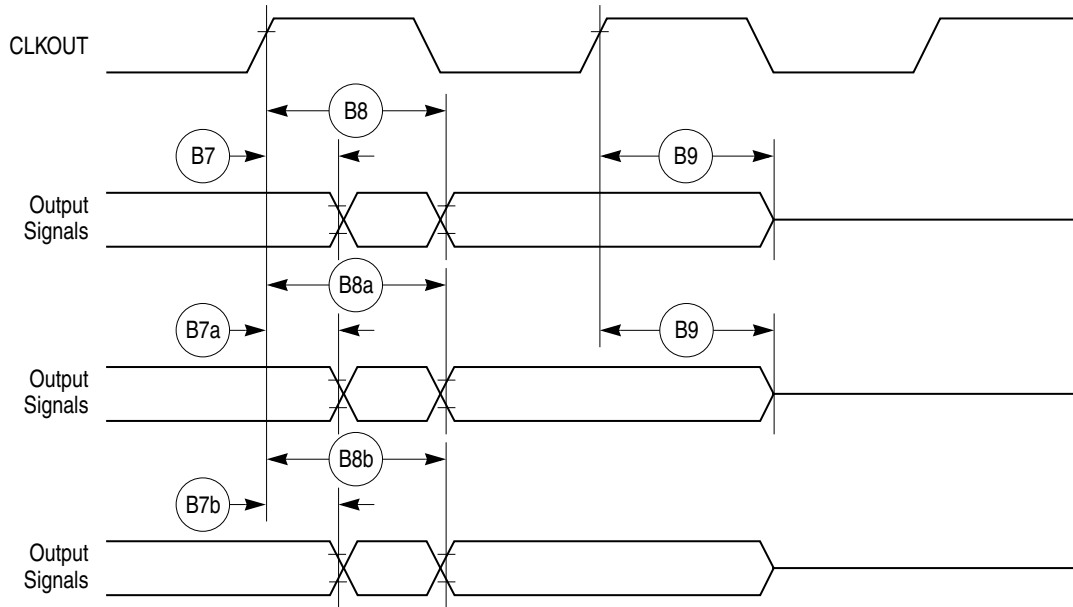 CLKOUT
B8
B7
B9
Output
Signals
B8a
B7a
B9
Output
Signals
B8b
B7b
Output
Signals